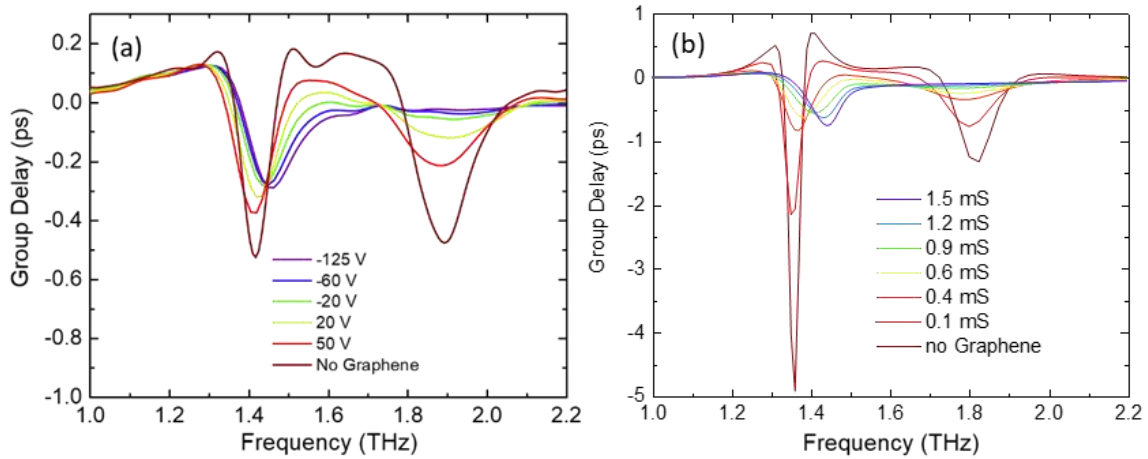 (a)
Group Delay (ps)
0.2
0.0
-0.2
-0.4
-0.6
-0.8
-1.0
-125 V
-60 V
-20 V
20 V
50 V
No Graphene
1.0 1.2 1.4 1.6 1.8 2.0 2.2
Frequency (THz)
(b)
Group Delay (ps)
1
0
-1
-2
-3
-4
-5
1.5 mS
1.2 mS
0.9 mS
0.6 mS
0.4 mS
0.1 mS
no Graphene
1.0 1.2 1.4 1.6 1.8 2.0 2.2
Frequency (THz)